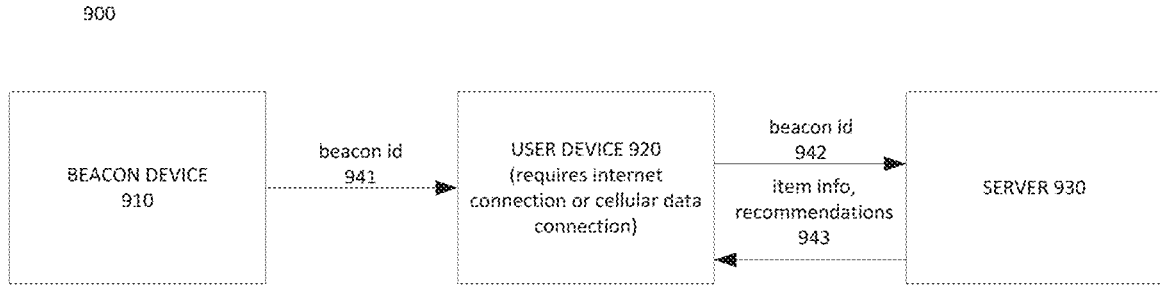 900
BEACON DEVICE
910
beacon id
941
USER DEVICE 920
(requires internet
connection or cellular data
connection)
beacon id
942
item info,
recommendations
943
SERVER 930